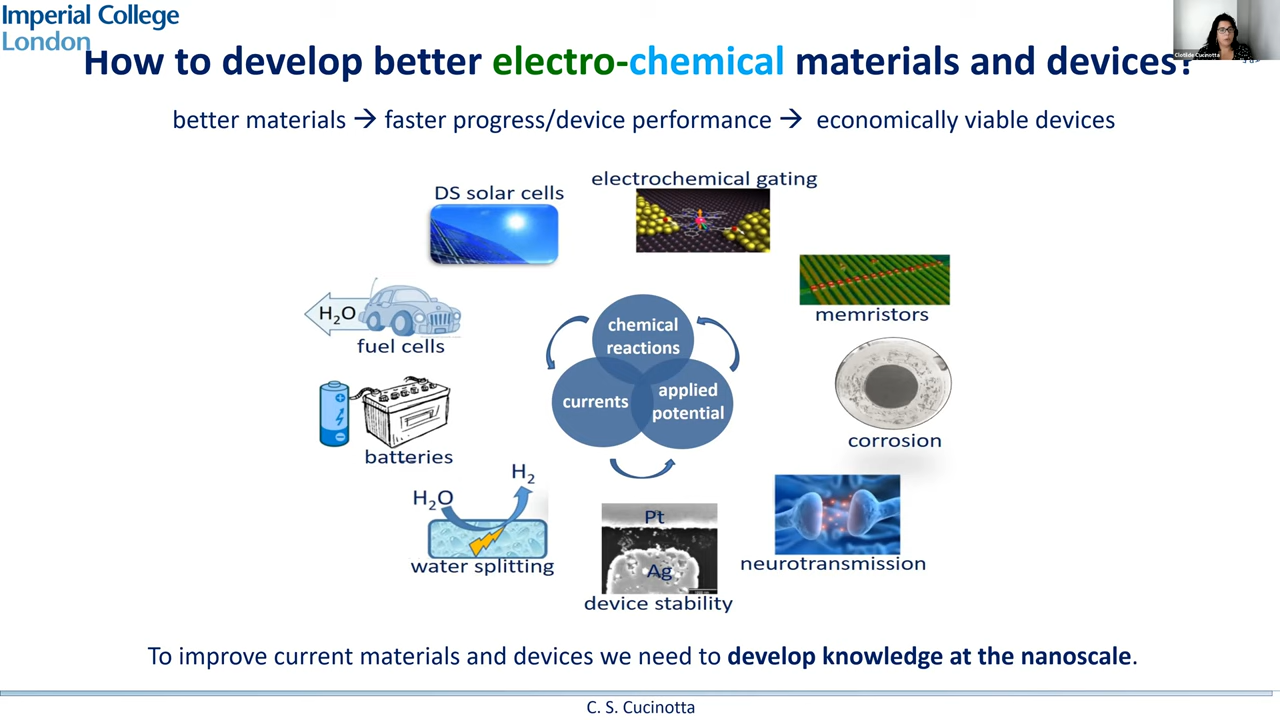 Imperial College
London
Clotilde Cucinotta
How to develop better electro-chemical materials and devices?
better materials → faster progress/device performance → economically viable devices
electrochemical gating
DS solar cells
memristors
H₂O
fuel cells
chemical
reactions
currents
applied
potential
corrosion
batteries
H₂
H₂O
water splitting
Pt
Ag
device stability
neurotransmission
To improve current materials and devices we need to develop knowledge at the nanoscale.
C. S. Cucinotta